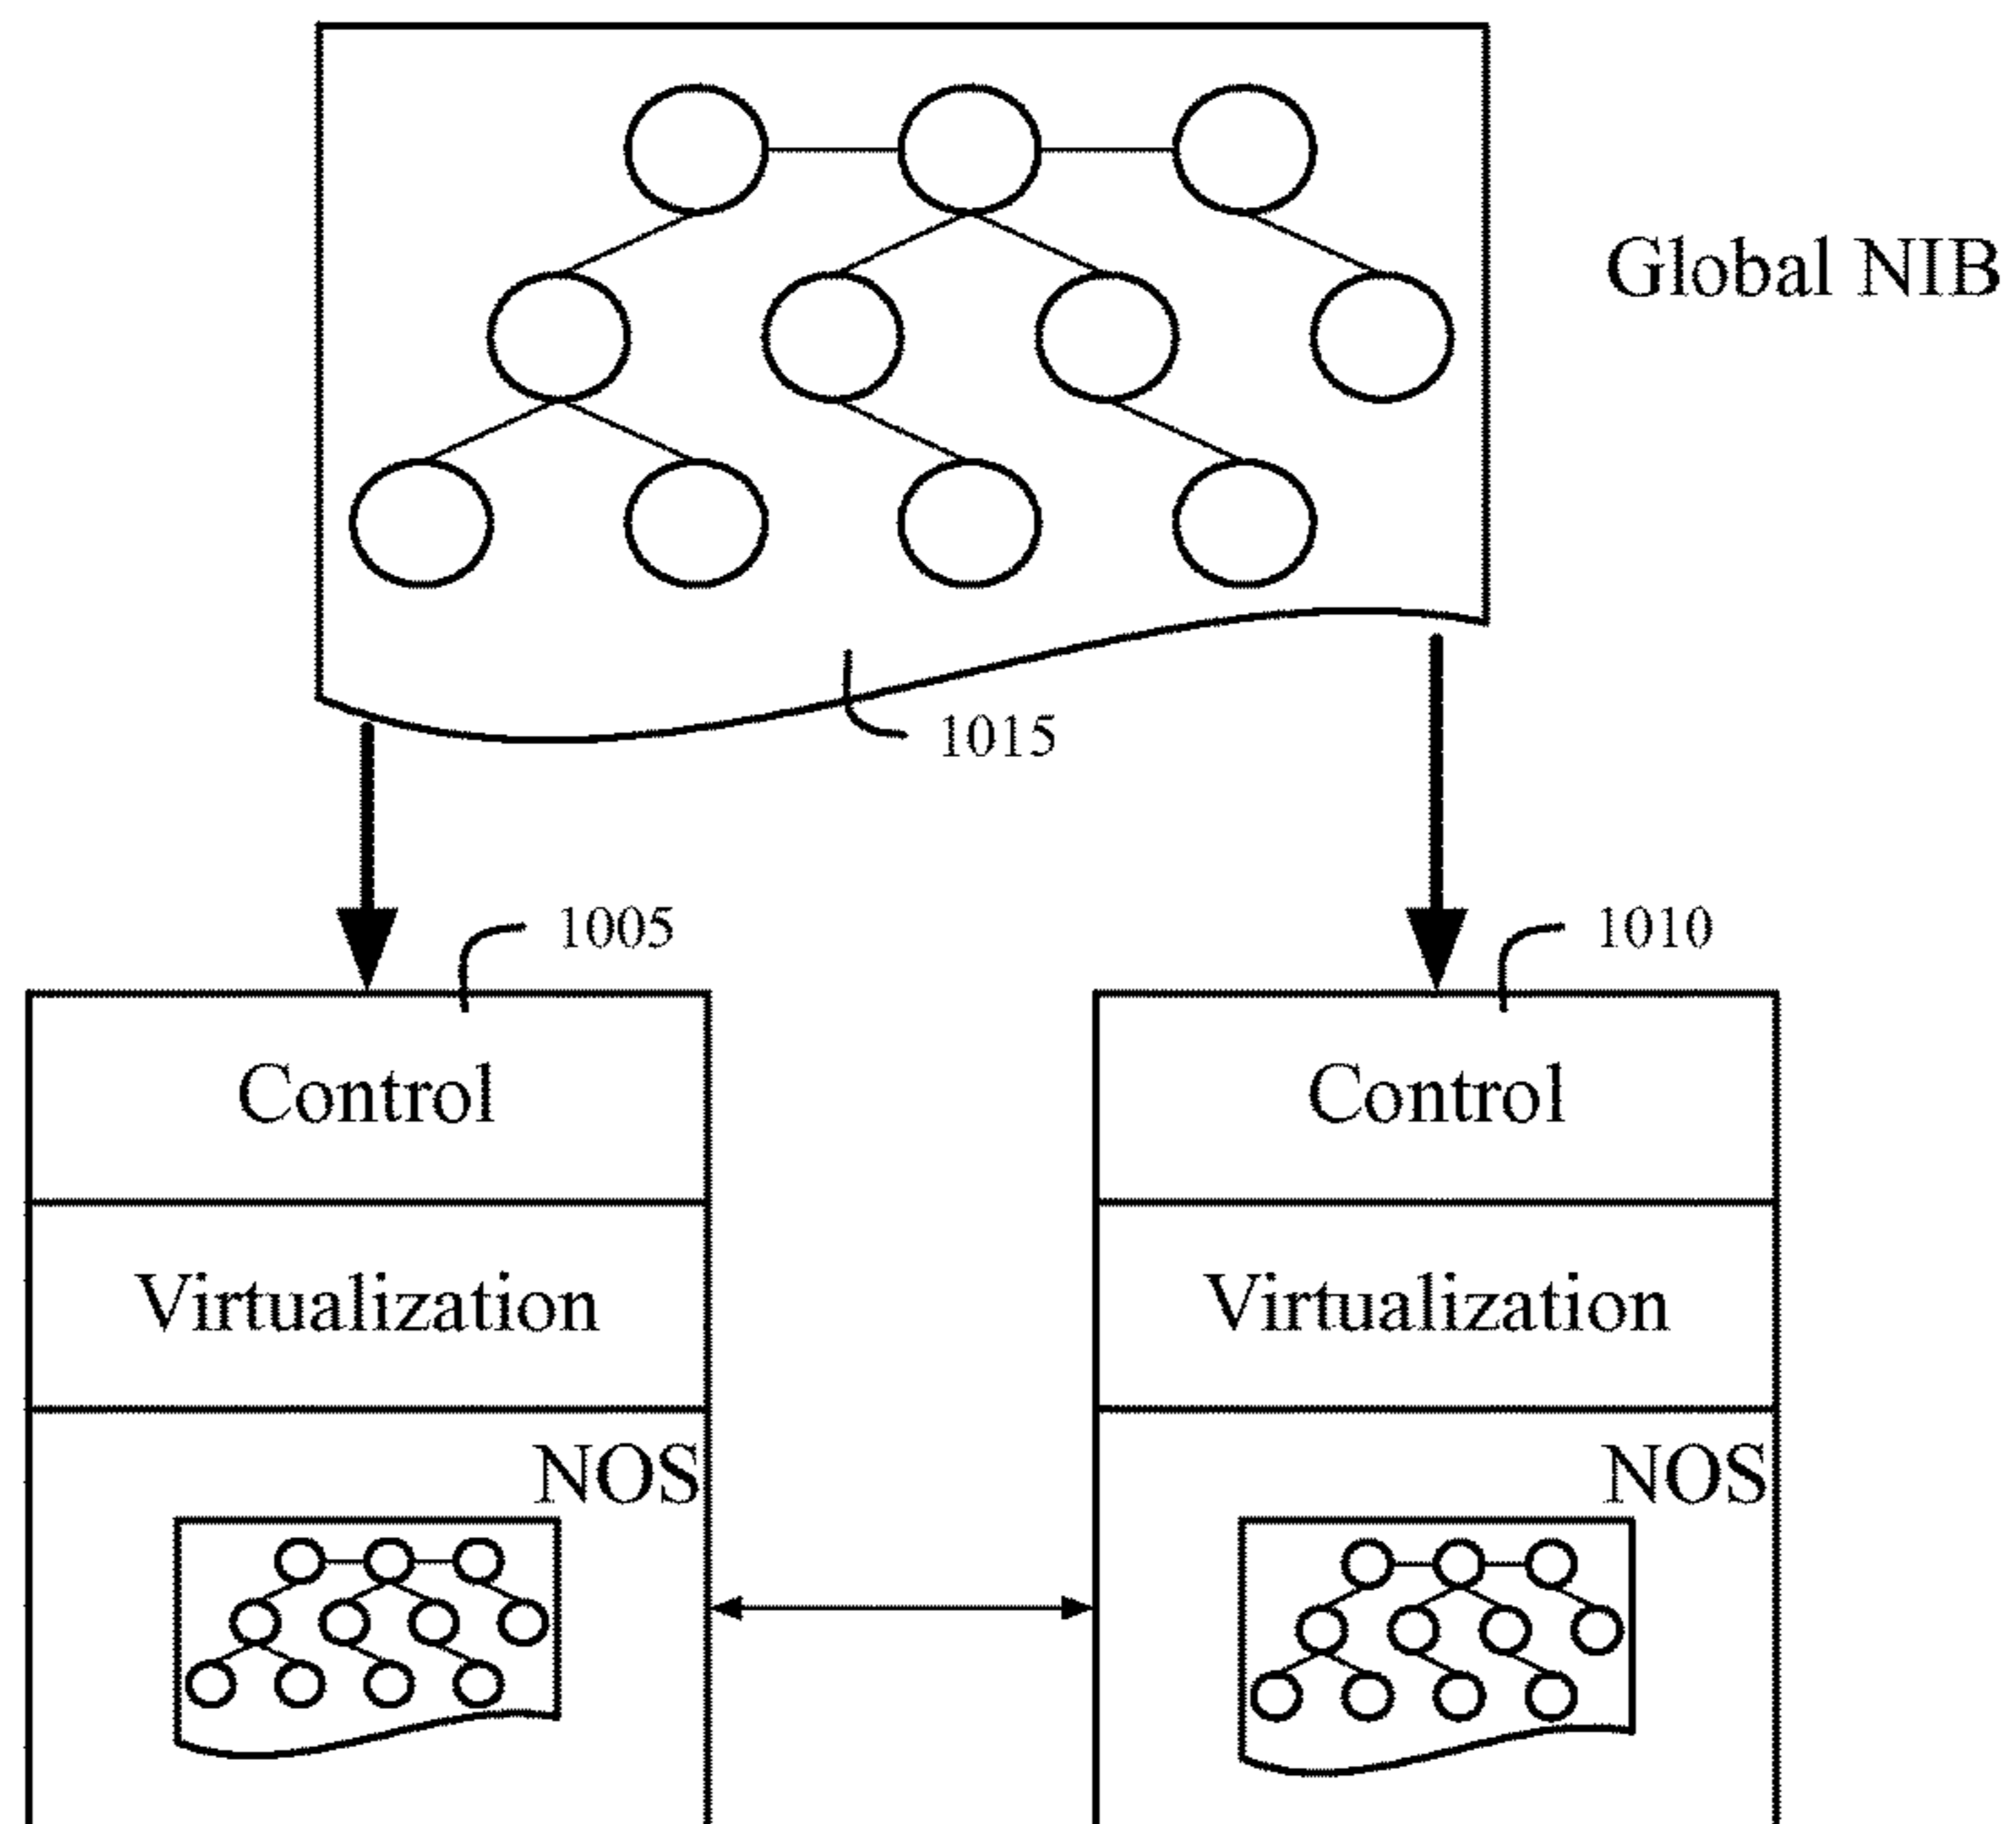 Global NIB
1015
1005
1010
Control
Control
Virtualization
Virtualization
NOS
NOS